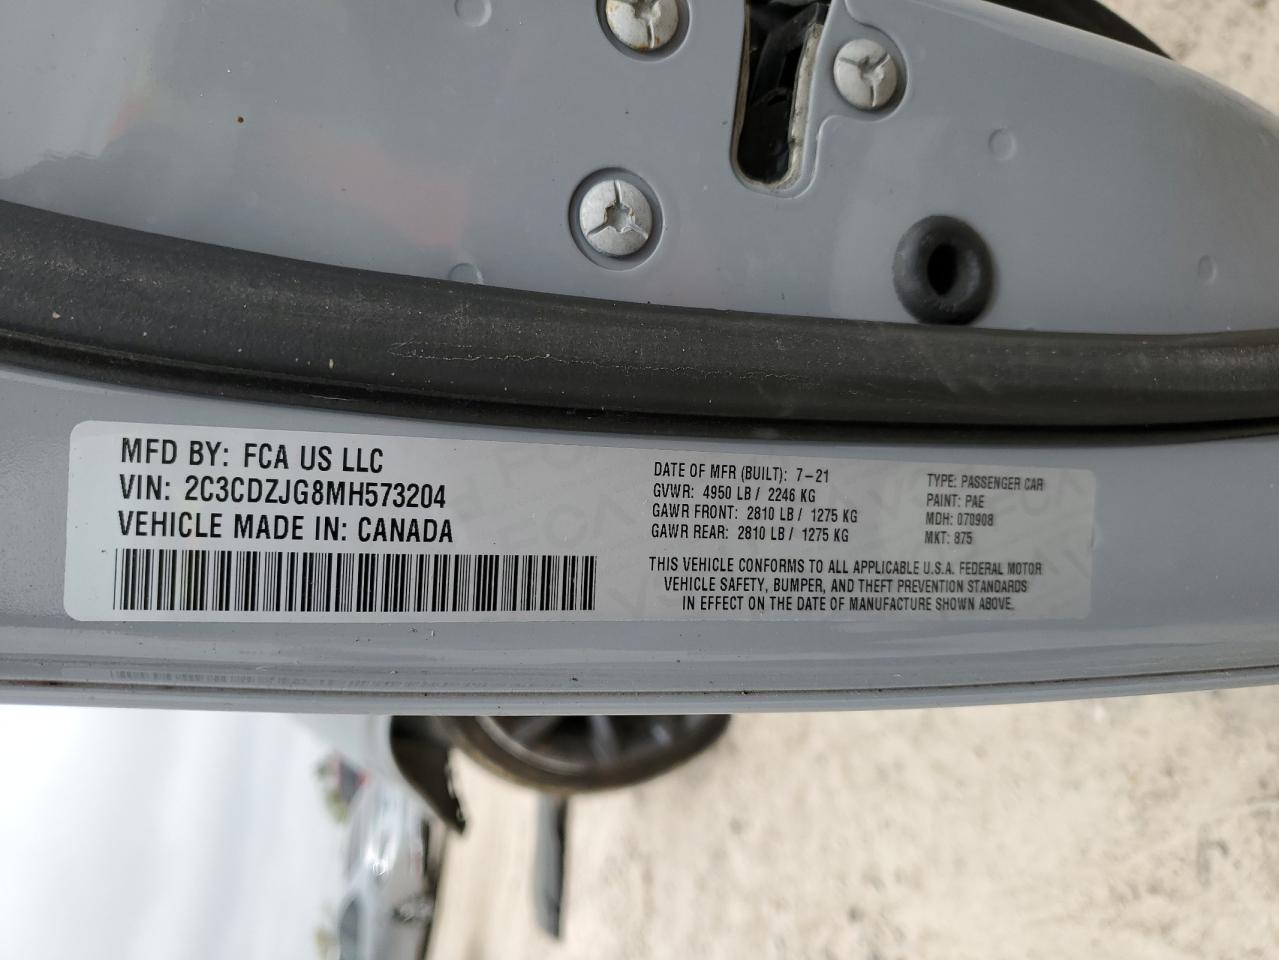 MFD BY: FCA US LLC
VIN: 2C3CDZJG8MH573204
VEHICLE MADE IN: CANADA
DATE OF MFR (BUILT): 7-21
GVWR: 4950 LB / 2246 KG
GAWR FRONT: 2810 LB / 1275 KG
GAWR REAR: 2810 LB / 1275 KG
TYPE: PASSENGER CAR
PAINT: PAE
MDH: 070908
MKT: 875
THIS VEHICLE CONFORMS TO ALL APPLICABLE U.S.A. FEDERAL MOTOR
VEHICLE SAFETY, BUMPER, AND THEFT PREVENTION STANDARDS
IN EFFECT ON THE DATE OF MANUFACTURE SHOWN ABOVE.